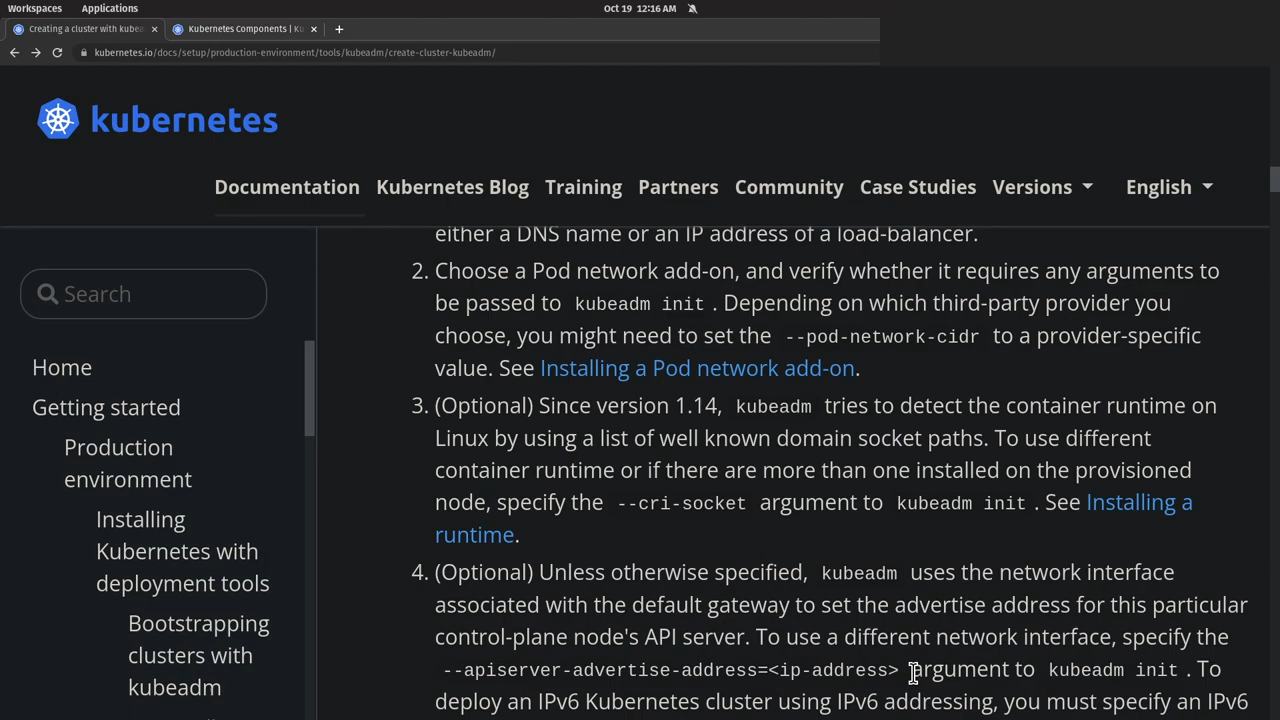 Workspaces Applications Oct 19 12:16 AM
Creating a cluster with kubea Kubernetes Components | Ku
kubernetes.io/docs/setup/production-environment/tools/kubeadm/create-cluster-kubeadm/
kubernetes
Documentation Kubernetes Blog Training Partners Community Case Studies Versions English
Search
Home
Getting started
Production
environment
Installing
Kubernetes with
deployment tools
Bootstrapping
clusters with
kubeadm
either a DNS name or an IP address of a load-balancer.
2. Choose a Pod network add-on, and verify whether it requires any arguments to
be passed to kubeadm init . Depending on which third-party provider you
choose, you might need to set the --pod-network-cidr to a provider-specific
value. See Installing a Pod network add-on.
3. (Optional) Since version 1.14, kubeadm tries to detect the container runtime on
Linux by using a list of well known domain socket paths. To use different
container runtime or if there are more than one installed on the provisioned
node, specify the --cri-socket argument to kubeadm init . See Installing a
runtime.
4. (Optional) Unless otherwise specified, kubeadm uses the network interface
associated with the default gateway to set the advertise address for this particular
control-plane node's API server. To use a different network interface, specify the
--apiserver-advertise-address=<ip-address> argument to kubeadm init . To
deploy an IPv6 Kubernetes cluster using IPv6 addressing, you must specify an IPv6